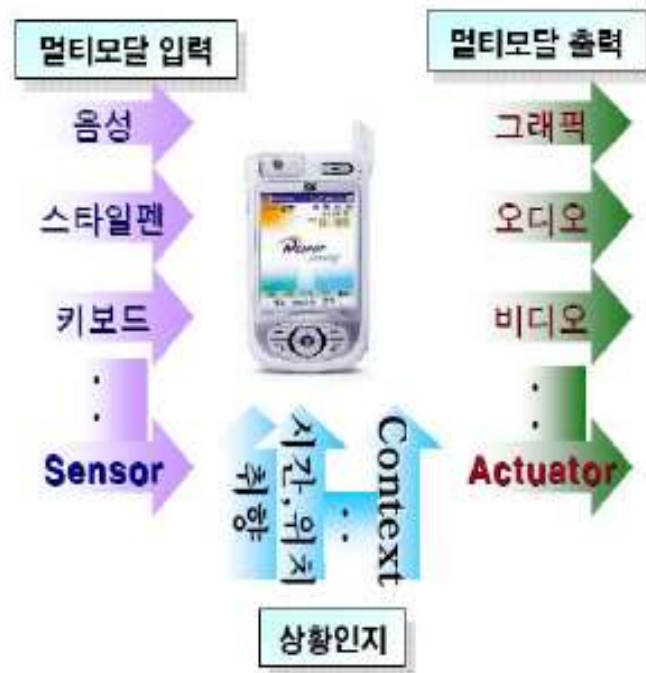 멀티모달 입력
음성
스타일펜
키보드
:
Sensor
멀티모달 출력
그래픽
오디오
비디오
:
Actuator
취향
시간,위치
:
Context
상황인지